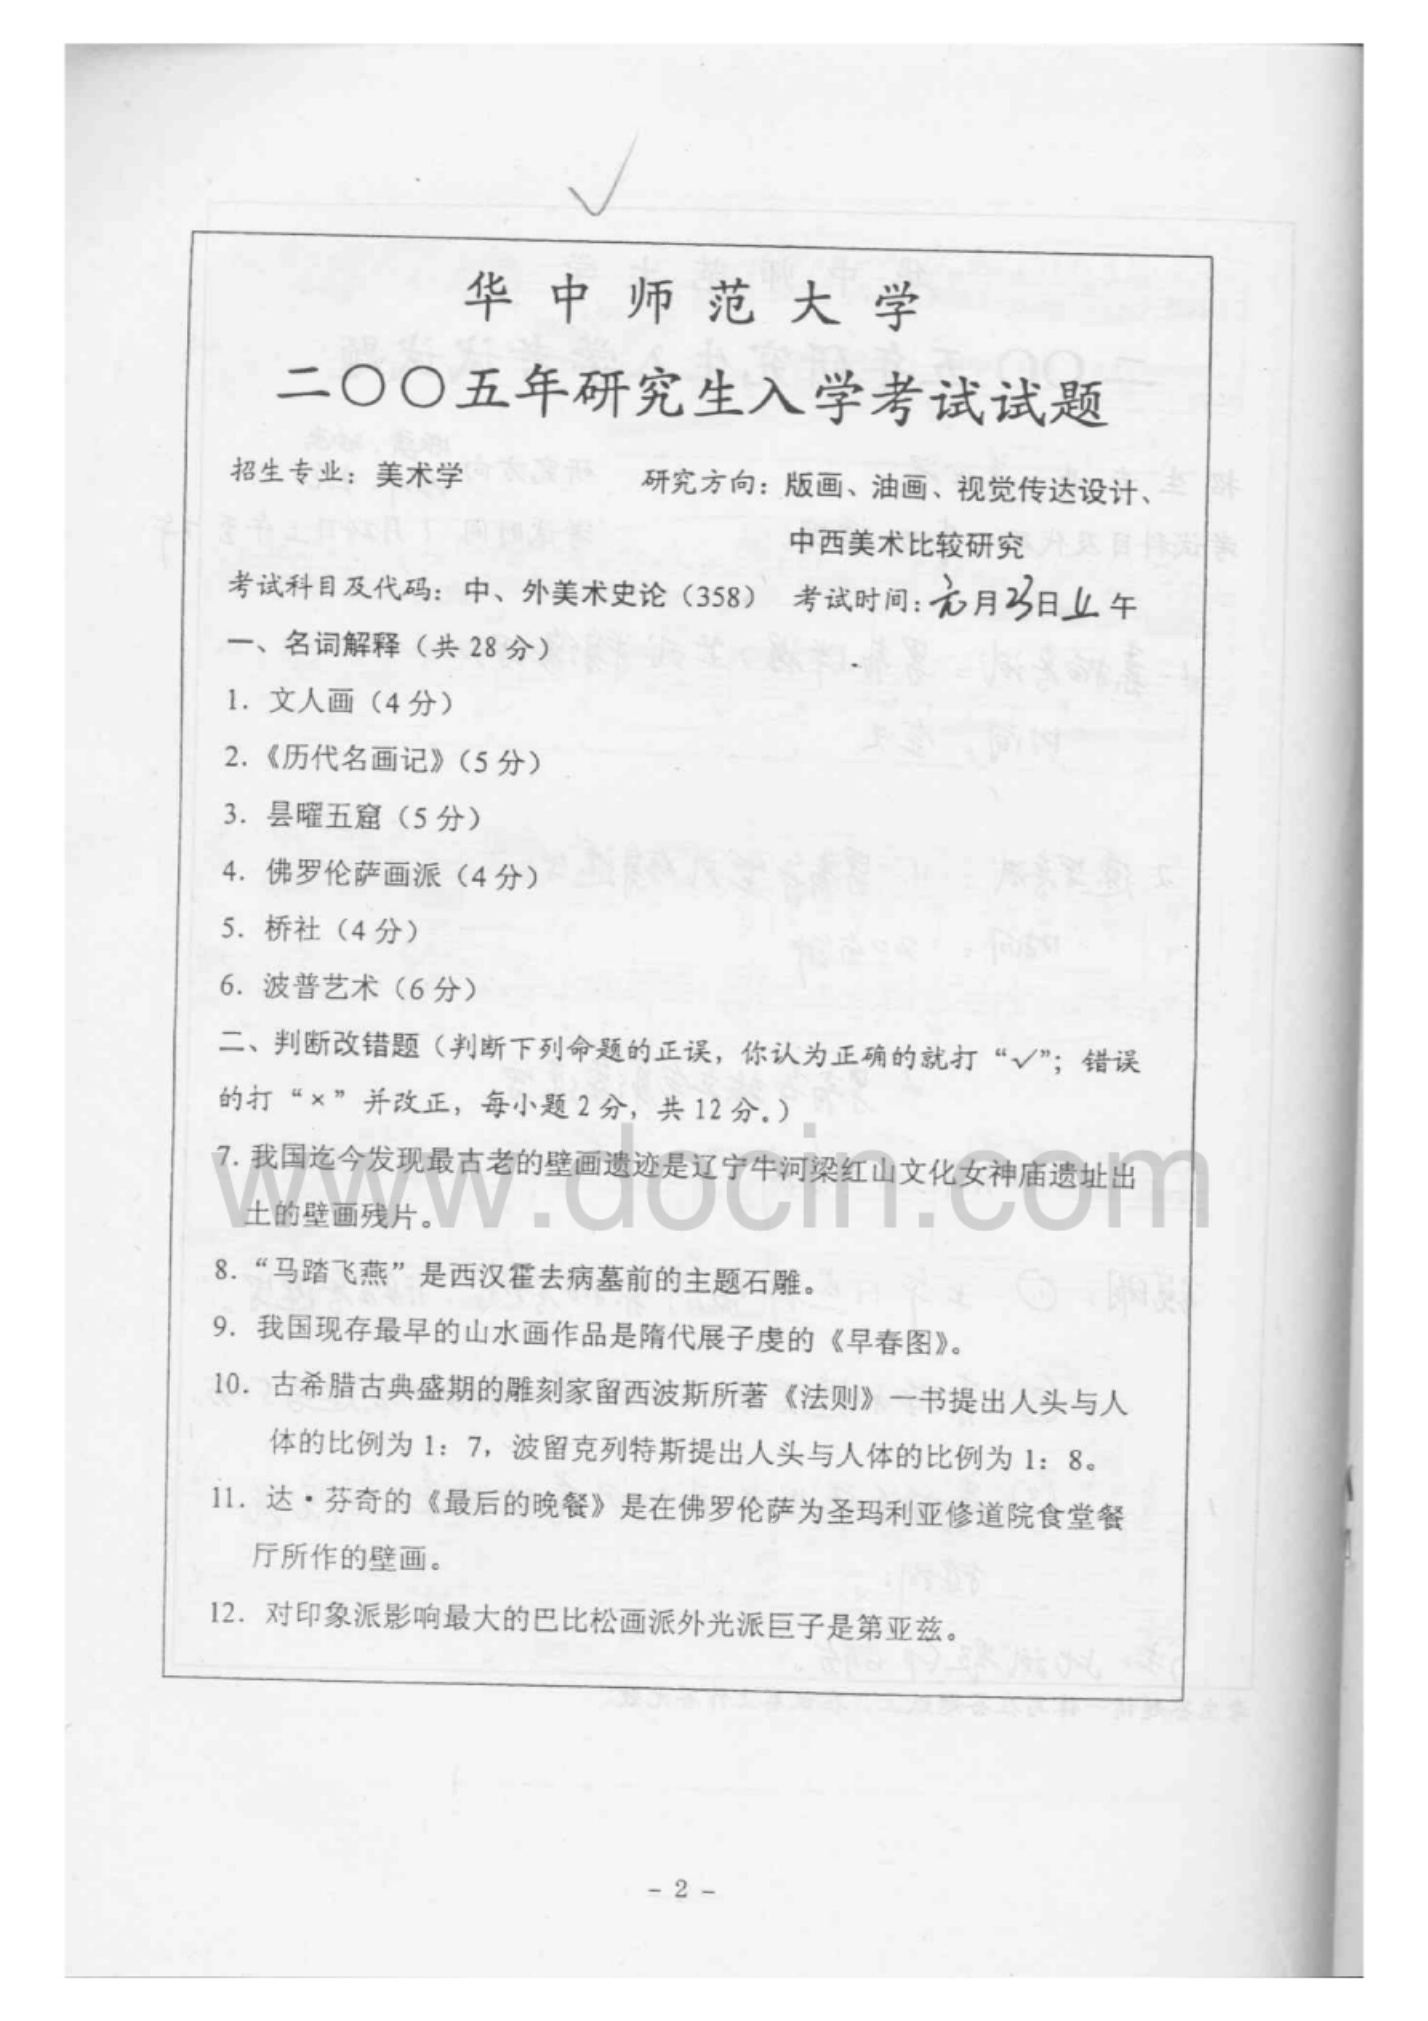 华中师范大学
二〇〇五年研究生入学考试试题
招生专业：美术学 研究方向：版画、油画、视觉传达设计、
中西美术比较研究
考试科目及代码：中、外美术史论（358） 考试时间：元月23日上午
一、名词解释（共28分）
1. 文人画（4分）
2.《历代名画记》（5分）
3. 昙曜五窟（5分）
4. 佛罗伦萨画派（4分）
5. 桥社（4分）
6. 波普艺术（6分）
二、判断改错题（判断下列命题的正误，你认为正确的就打“√”；错误
的打“×”并改正，每小题2分，共12分。）
7. 我国迄今发现最古老的壁画遗迹是辽宁牛河梁红山文化女神庙遗址出
土的壁画残片。
www.docin.com
8. “马踏飞燕”是西汉霍去病墓前的主题石雕。
9. 我国现存最早的山水画作品是隋代展子虔的《早春图》。
10. 古希腊古典盛期的雕刻家留西波斯所著《法则》一书提出人头与人
体的比例为1：7，波留克列特斯提出人头与人体的比例为1：8。
11. 达·芬奇的《最后的晚餐》是在佛罗伦萨为圣玛利亚修道院食堂餐
厅所作的壁画。
12. 对印象派影响最大的巴比松画派外光派巨子是第亚兹。
- 2 -